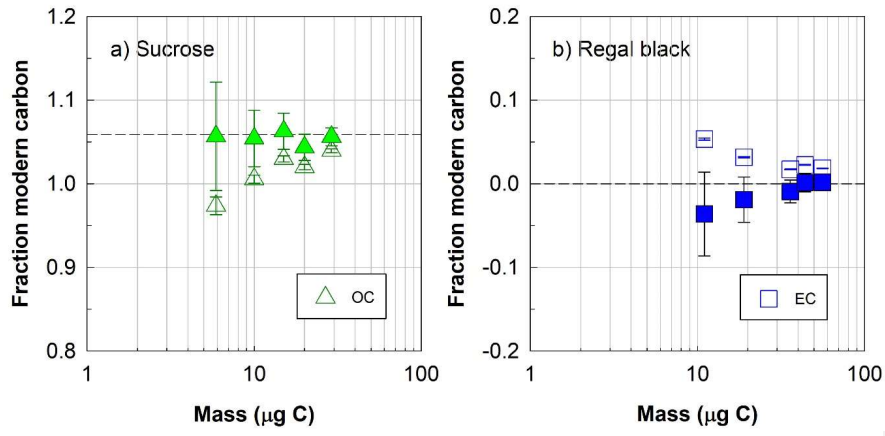 a) Sucrose
1.2
1.1
1.0
0.9
0.8
Fraction modern carbon
OC
1
10
100
Mass (μg C)
b) Regal black
0.2
0.1
0.0
-0.1
-0.2
Fraction modern carbon
EC
1
10
100
Mass (μg C)